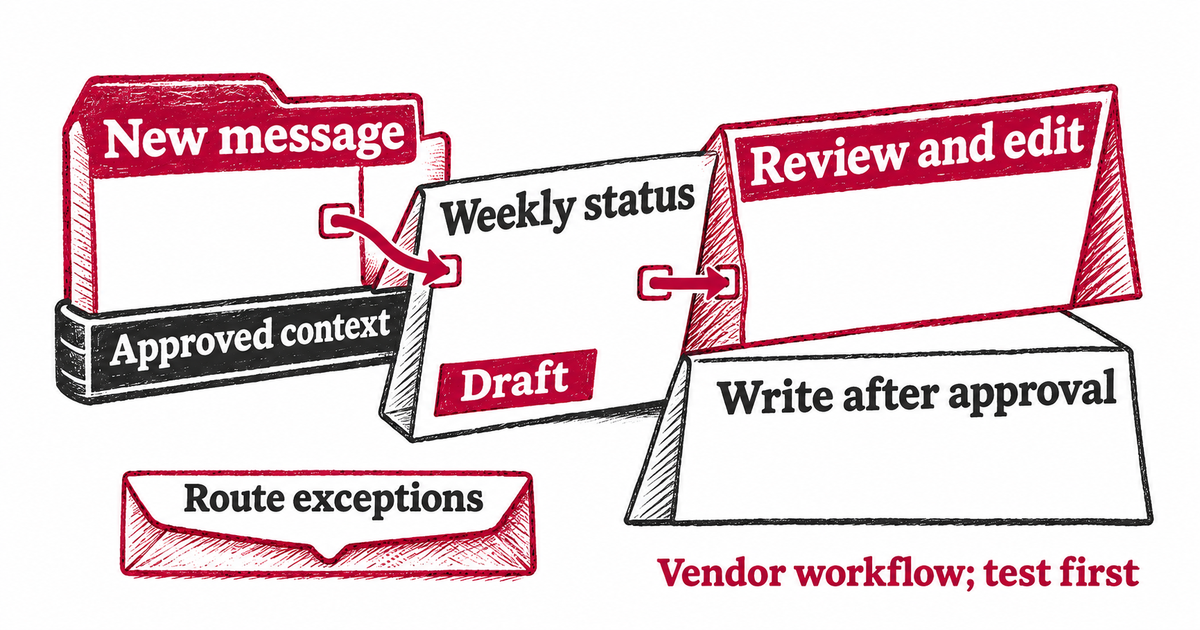 New message
Approved context
Weekly status
Draft
Review and edit
Write after approval
Route exceptions
Vendor workflow; test first